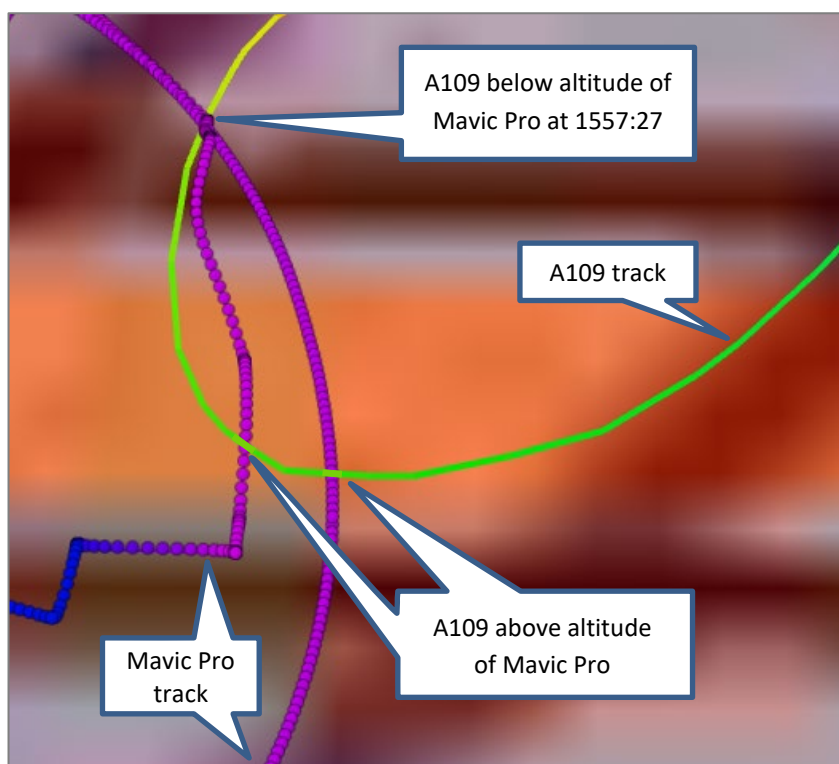 A109 below altitude of
Mavic Pro at 1557:27
A109 track
A109 above altitude
of Mavic Pro
Mavic Pro
track